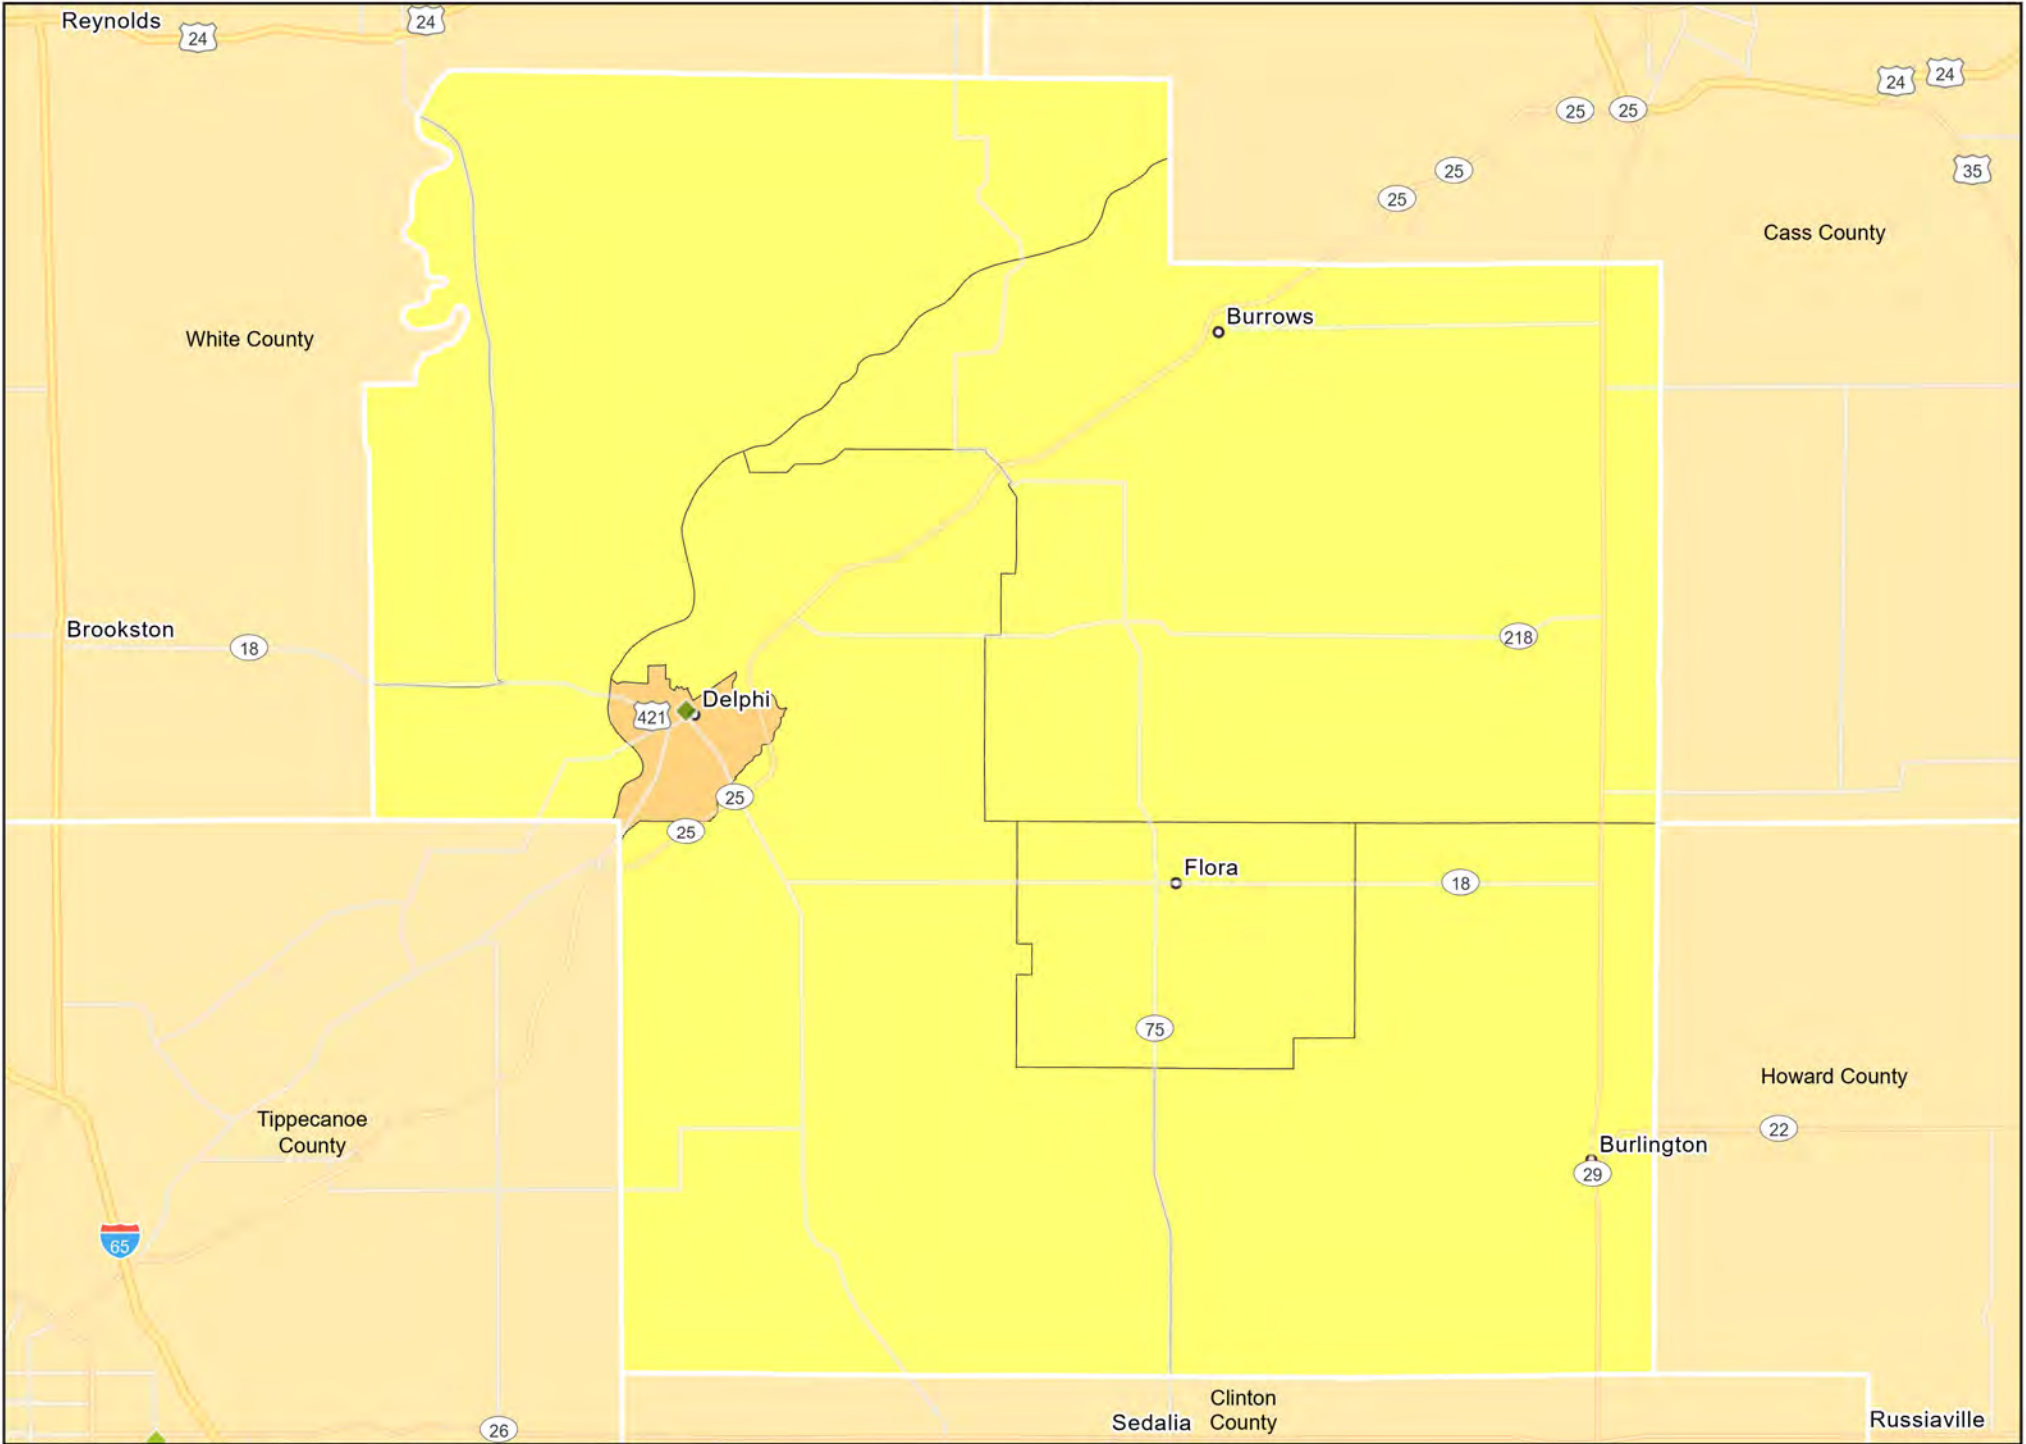 Reynolds
24
24
24
24
25
25
25
25
35
Cass County
Burrows
White County
Brookston
18
218
Delphi
421
25
25
Flora
18
75
Howard County
Tippecanoe
County
22
Burlington
29
65
Clinton
County
Sedalia
26
Russiaville